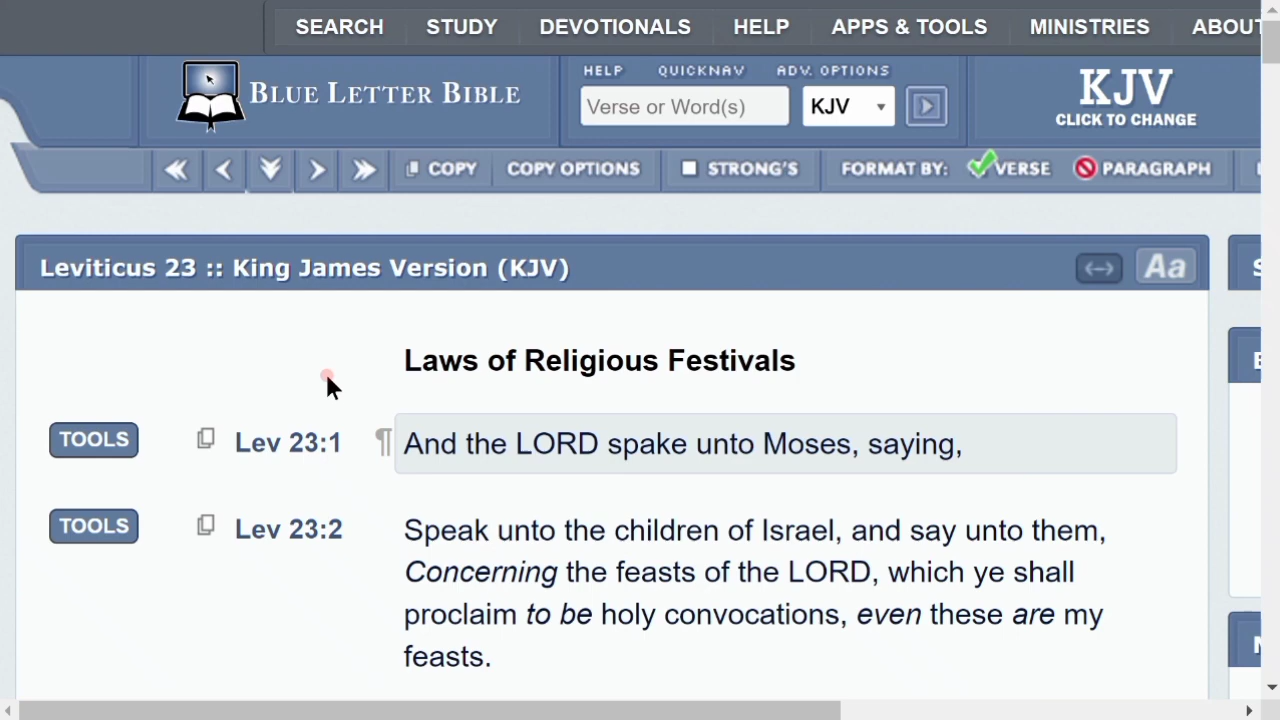 SEARCH STUDY DEVOTIONALS HELP APPS & TOOLS MINISTRIES ABOUT
HELP QUICKNAV ADV. OPTIONS
BLUE LETTER BIBLE
Verse or Word(s) KJV
KJV
CLICK TO CHANGE
COPY COPY OPTIONS STRONG'S FORMAT BY: VERSE PARAGRAPH
Leviticus 23 :: King James Version (KJV) Aa
Laws of Religious Festivals
TOOLS Lev 23:1 ¶ And the LORD spake unto Moses, saying,
TOOLS Lev 23:2 Speak unto the children of Israel, and say unto them,
Concerning the feasts of the LORD, which ye shall
proclaim to be holy convocations, even these are my
feasts.